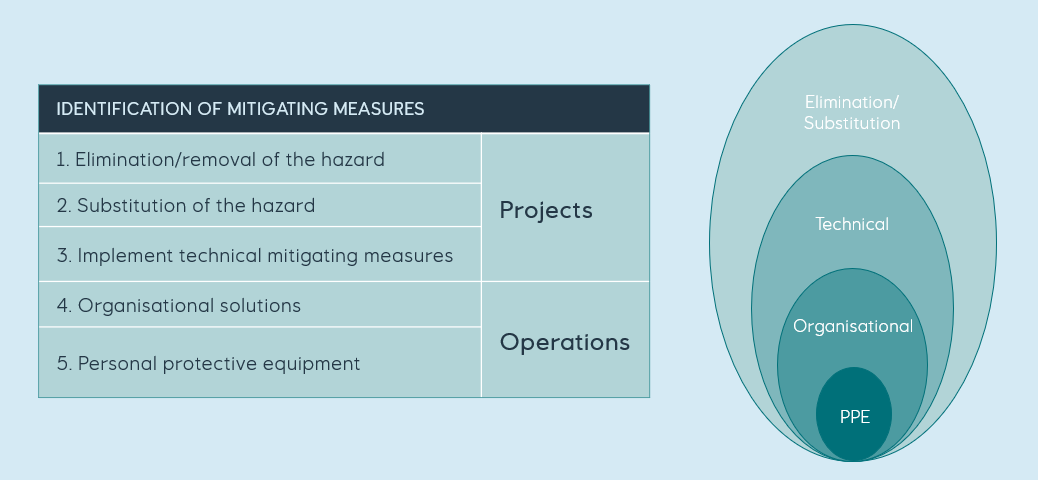 IDENTIFICATION OF MITIGATING MEASURES
1. Elimination/removal of the hazard
2. Substitution of the hazard
3. Implement technical mitigating measures
Projects
4. Organisational solutions
5. Personal protective equipment
Operations
Elimination/
Substitution
Technical
Organisational
PPE